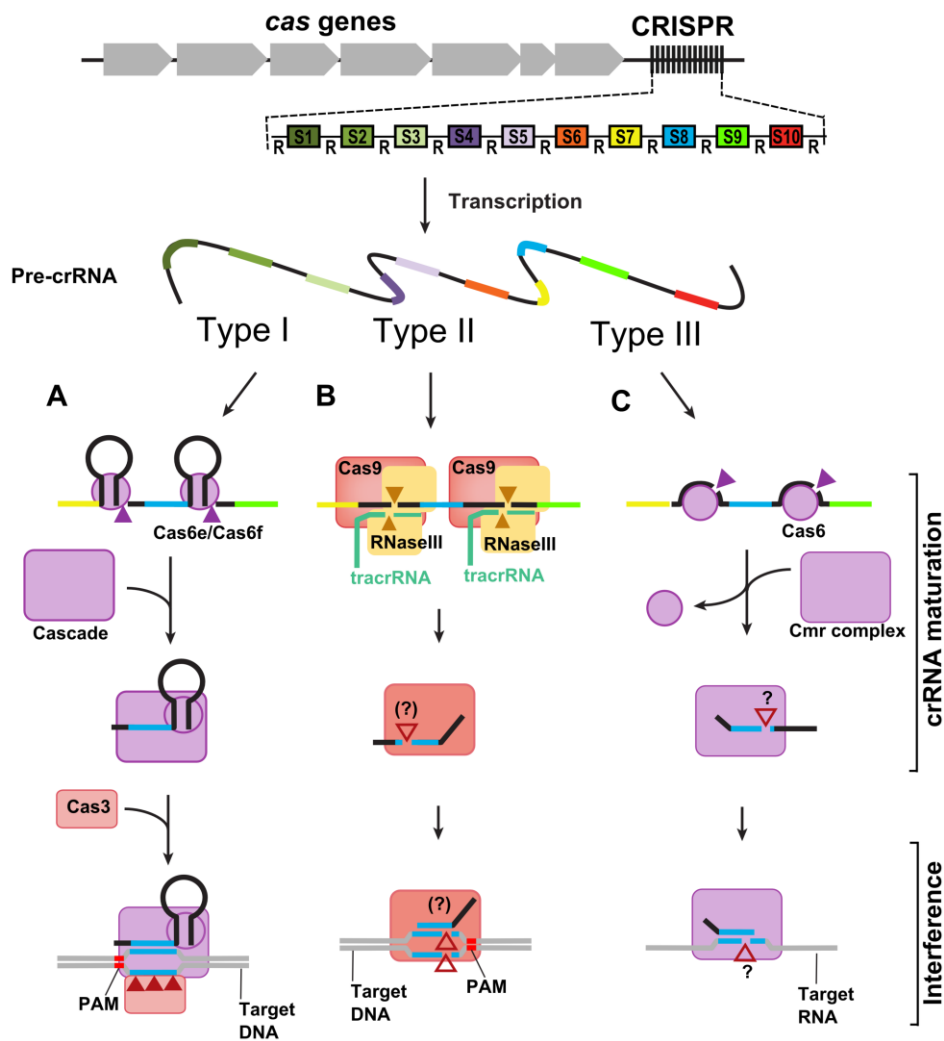 cas genes
CRISPR
S1 S2 S3 S4 S5 S6 S7 S8 S9 S10
R R R R R R R R R R R
Transcription
Pre-crRNA
Type I
Type II
Type III
A
B
C
Cas9
Cas9
Cas6e/Cas6f
RNaseIII
RNaseIII
tracrRNA
tracrRNA
Cas6
Cascade
Cmr complex
crRNA maturation
(?)
?
Cas3
(?)
PAM
Target
DNA
Target
DNA
PAM
?
Target
RNA
Interference